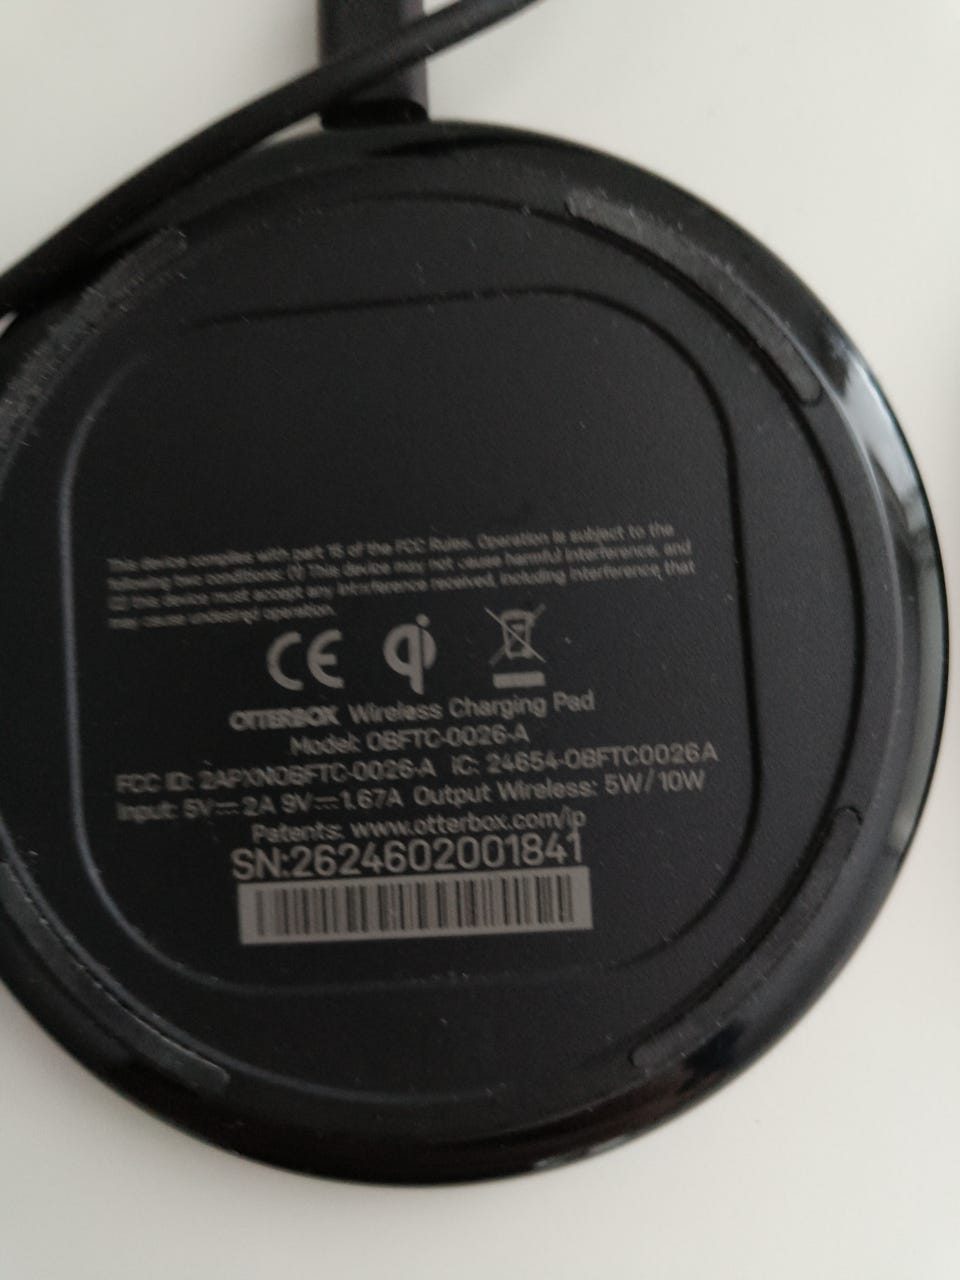 This device complies with part 15 of the FCC Rules. Operation is subject to the
following two conditions: (1) This device may not cause harmful interference, and
(2) this device must accept any interference received, including interference that
may cause undesired operation.
CE qi
OTTERBOX Wireless Charging Pad
Model: OBFTC-0026-A
FCC ID: 2APXNOBFTC-0026-A IC: 24654-OBFTC0026A
Input: 5V⎓2A 9V⎓1.67A Output Wireless: 5W/10W
Patents: www.otterbox.com/ip
SN:2624602001841